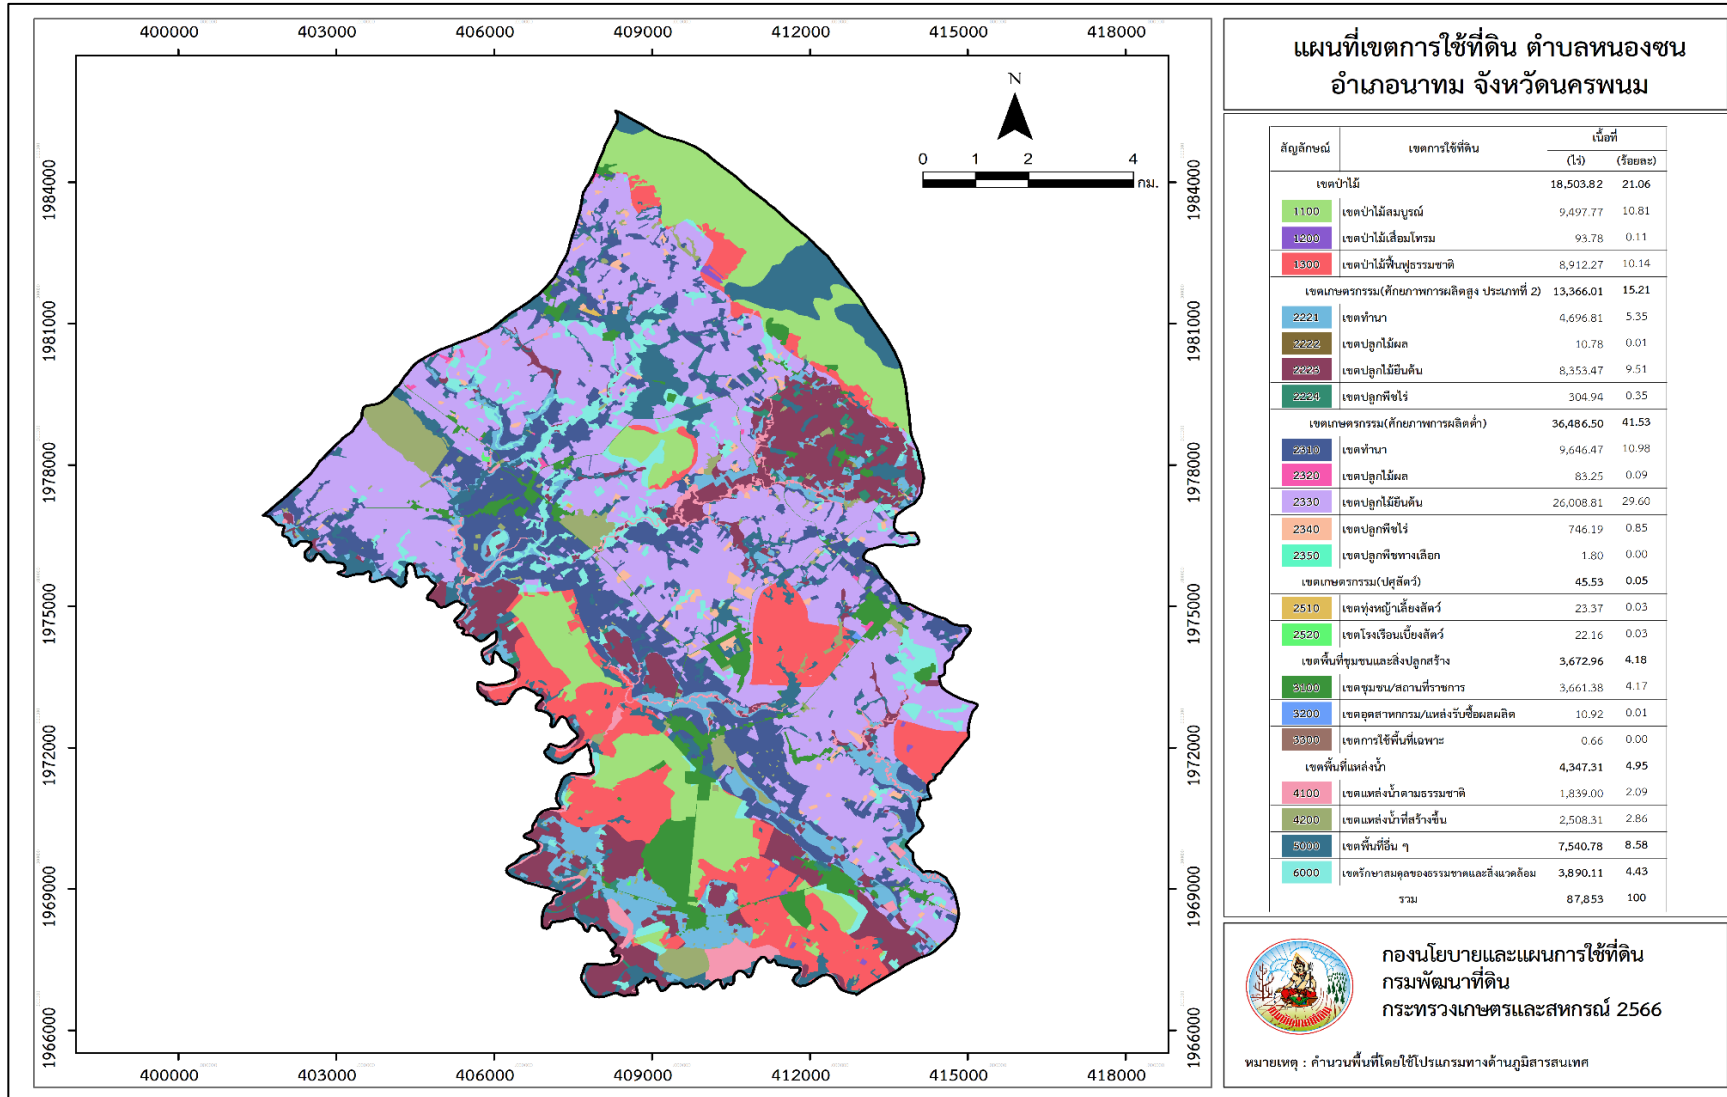 400000 403000 406000 409000 412000 415000 418000
1984000
1981000
1978000
1975000
1972000
1969000
1966000
N
0 1 2 4
กม.
1984000
1981000
1978000
1975000
1972000
1969000
1966000
400000 403000 406000 409000 412000 415000 418000
แผนที่เขตการใช้ที่ดิน ตำบลหนองซน
อำเภอนาทม จังหวัดนครพนม
สัญลักษณ์ เขตการใช้ที่ดิน เนื้อที่
(ไร่) (ร้อยละ)
เขตป่าไม้ 18,503.82 21.06
1100 เขตป่าไม้สมบูรณ์ 9,497.77 10.81
1200 เขตป่าไม้เสื่อมโทรม 93.78 0.11
1300 เขตป่าไม้ฟื้นฟูธรรมชาติ 8,912.27 10.14
เขตเกษตรกรรม(ศักยภาพการผลิตสูง ประเภทที่ 2) 13,366.01 15.21
2221 เขตทำนา 4,696.81 5.35
2222 เขตปลูกไม้ผล 10.78 0.01
2223 เขตปลูกไม้ยืนต้น 8,353.47 9.51
2224 เขตปลูกพืชไร่ 304.94 0.35
เขตเกษตรกรรม(ศักยภาพการผลิตต่ำ) 36,486.50 41.53
2310 เขตทำนา 9,646.47 10.98
2320 เขตปลูกไม้ผล 83.25 0.09
2330 เขตปลูกไม้ยืนต้น 26,008.81 29.60
2340 เขตปลูกพืชไร่ 746.19 0.85
2350 เขตปลูกพืชทางเลือก 1.80 0.00
เขตเกษตรกรรม(ปศุสัตว์) 45.53 0.05
2510 เขตทุ่งหญ้าเลี้ยงสัตว์ 23.37 0.03
2520 เขตโรงเรือนเบี้ยงสัตว์ 22.16 0.03
เขตพื้นที่ชุมชนและสิ่งปลูกสร้าง 3,672.96 4.18
3100 เขตชุมชน/สถานที่ราชการ 3,661.38 4.17
3200 เขตอุตสาหกรรม/แหล่งรับซื้อผลผลิต 10.92 0.01
3300 เขตการใช้พื้นที่เฉพาะ 0.66 0.00
เขตพื้นที่แหล่งน้ำ 4,347.31 4.95
4100 เขตแหล่งน้ำตามธรรมชาติ 1,839.00 2.09
4200 เขตแหล่งน้ำที่สร้างขึ้น 2,508.31 2.86
5000 เขตพื้นที่อื่น ๆ 7,540.78 8.58
6000 เขตรักษาสมดุลของธรรมชาติและสิ่งแวดล้อม 3,890.11 4.43
รวม 87,853 100
กองนโยบายและแผนการใช้ที่ดิน
กรมพัฒนาที่ดิน
กระทรวงเกษตรและสหกรณ์ 2566
หมายเหตุ : คำนวนพื้นที่โดยใช้โปรแกรมทางด้านภูมิสารสนเทศ